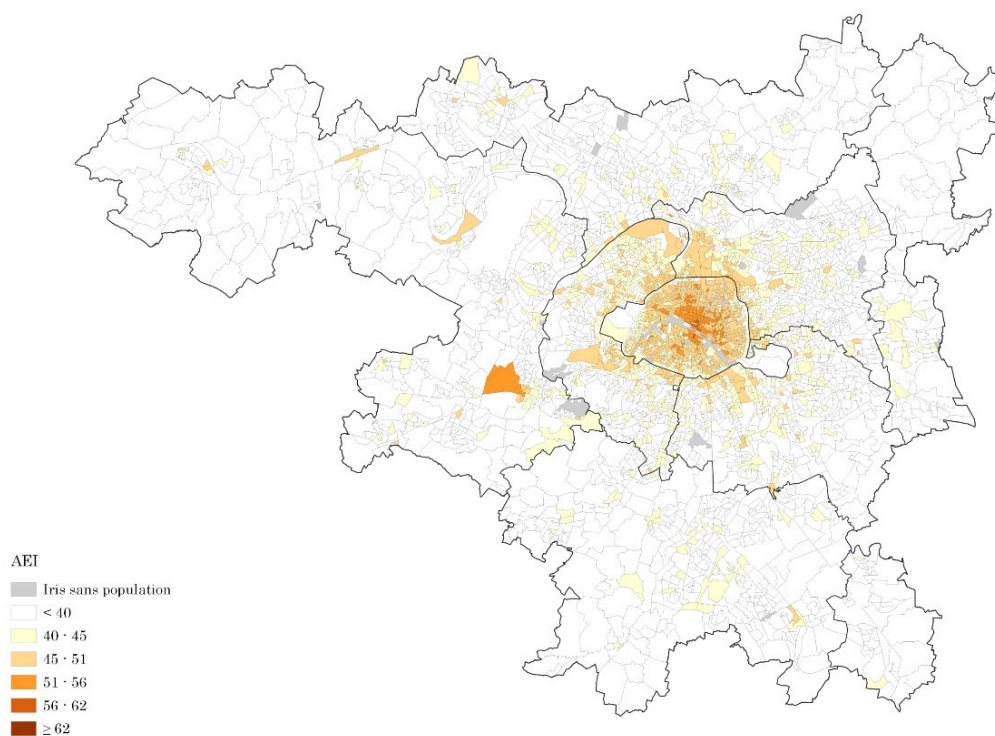 AEI
Iris sans population
< 40
40 - 45
45 - 51
51 - 56
56 - 62
≥ 62